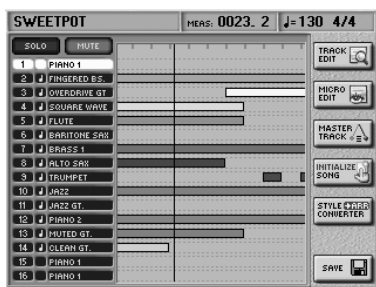 SWEETPOT MEAS: 0023. 2 ♩=130 4/4
SOLO MUTE
1 PIANO 1
2 FINGERED BS.
3 OVERDRIVE GT
4 SQUARE WAVE
5 FLUTE
6 BARITONE SAX
7 BRASS 1
8 ALTO SAX
9 TRUMPET
10 JAZZ
11 JAZZ GT.
12 PIANO 2
13 MUTED GT.
14 CLEAN GT.
15 PIANO 1
16 PIANO 1
TRACK EDIT
MICRO EDIT
MASTER TRACK
INITIALIZE SONG
STYLE ARR CONVERTER
SAVE